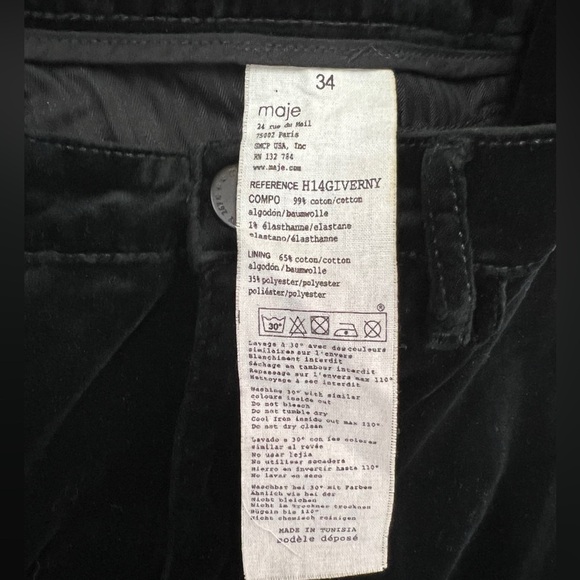 34
maje
24 rue du Mail
75002 Paris
SMCP USA, Inc
RN 132 784
www.maje.com
REFERENCE H14GIVERNY
COMPO 99% coton/cotton
algodón/baumwolle
1% élasthanne/elastane
elastano/élasthanne
LINING 65% coton/cotton
algodón/baumwolle
35% polyester/polyester
poliéster/polyester
®
30°
Lavage à 30° avec des couleurs
similaires sur l'envers
Blanchiment interdit
Séchage en tambour interdit
Repassage sur l'envers max 110°
Nettoyage à sec interdit
Washing 30° with similar
colours inside out
Do not bleach
Do not tumble dry
Cool iron inside out max 110°
Do not dry clean
Lavado a 30° con los colores
similar al revés
No usar lejía
No utilizar secadora
Hierro en invertir hasta 110°
No lavar en seco
Waschbar bei 30° mit Farben
Ähnlich wie bei der
Nicht bleichen
Nicht im Trockner trocknen
Bügeln bis 110°
Nicht chemisch reinigen
MADE IN TUNISIA
modèle déposé